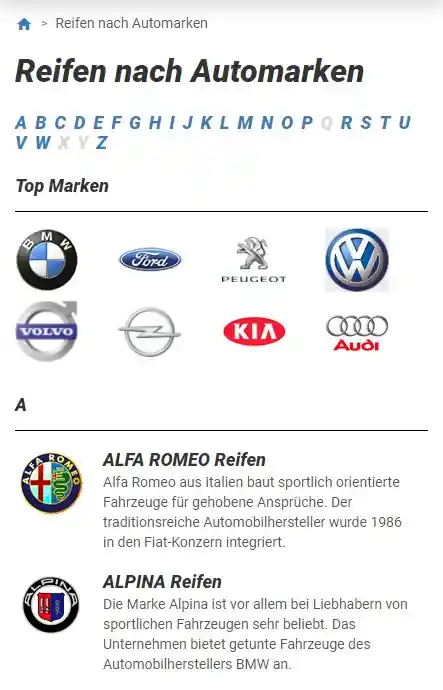 > Reifen nach Automarken
Reifen nach Automarken
A B C D E F G H I J K L M N O P Q R S T U
V W X Y Z
Top Marken
BMW
Ford
PEUGEOT
VW
VOLVO
KIA
Audi
A
ALFA ROMEO
ALFA ROMEO Reifen
Alfa Romeo aus Italien baut sportlich orientierte
Fahrzeuge für gehobene Ansprüche. Der
traditionsreiche Automobilhersteller wurde 1986
in den Fiat-Konzern integriert.
ALPINA
ALPINA Reifen
Die Marke Alpina ist vor allem bei Liebhabern von
sportlichen Fahrzeugen sehr beliebt. Das
Unternehmen bietet getunte Fahrzeuge des
Automobilherstellers BMW an.